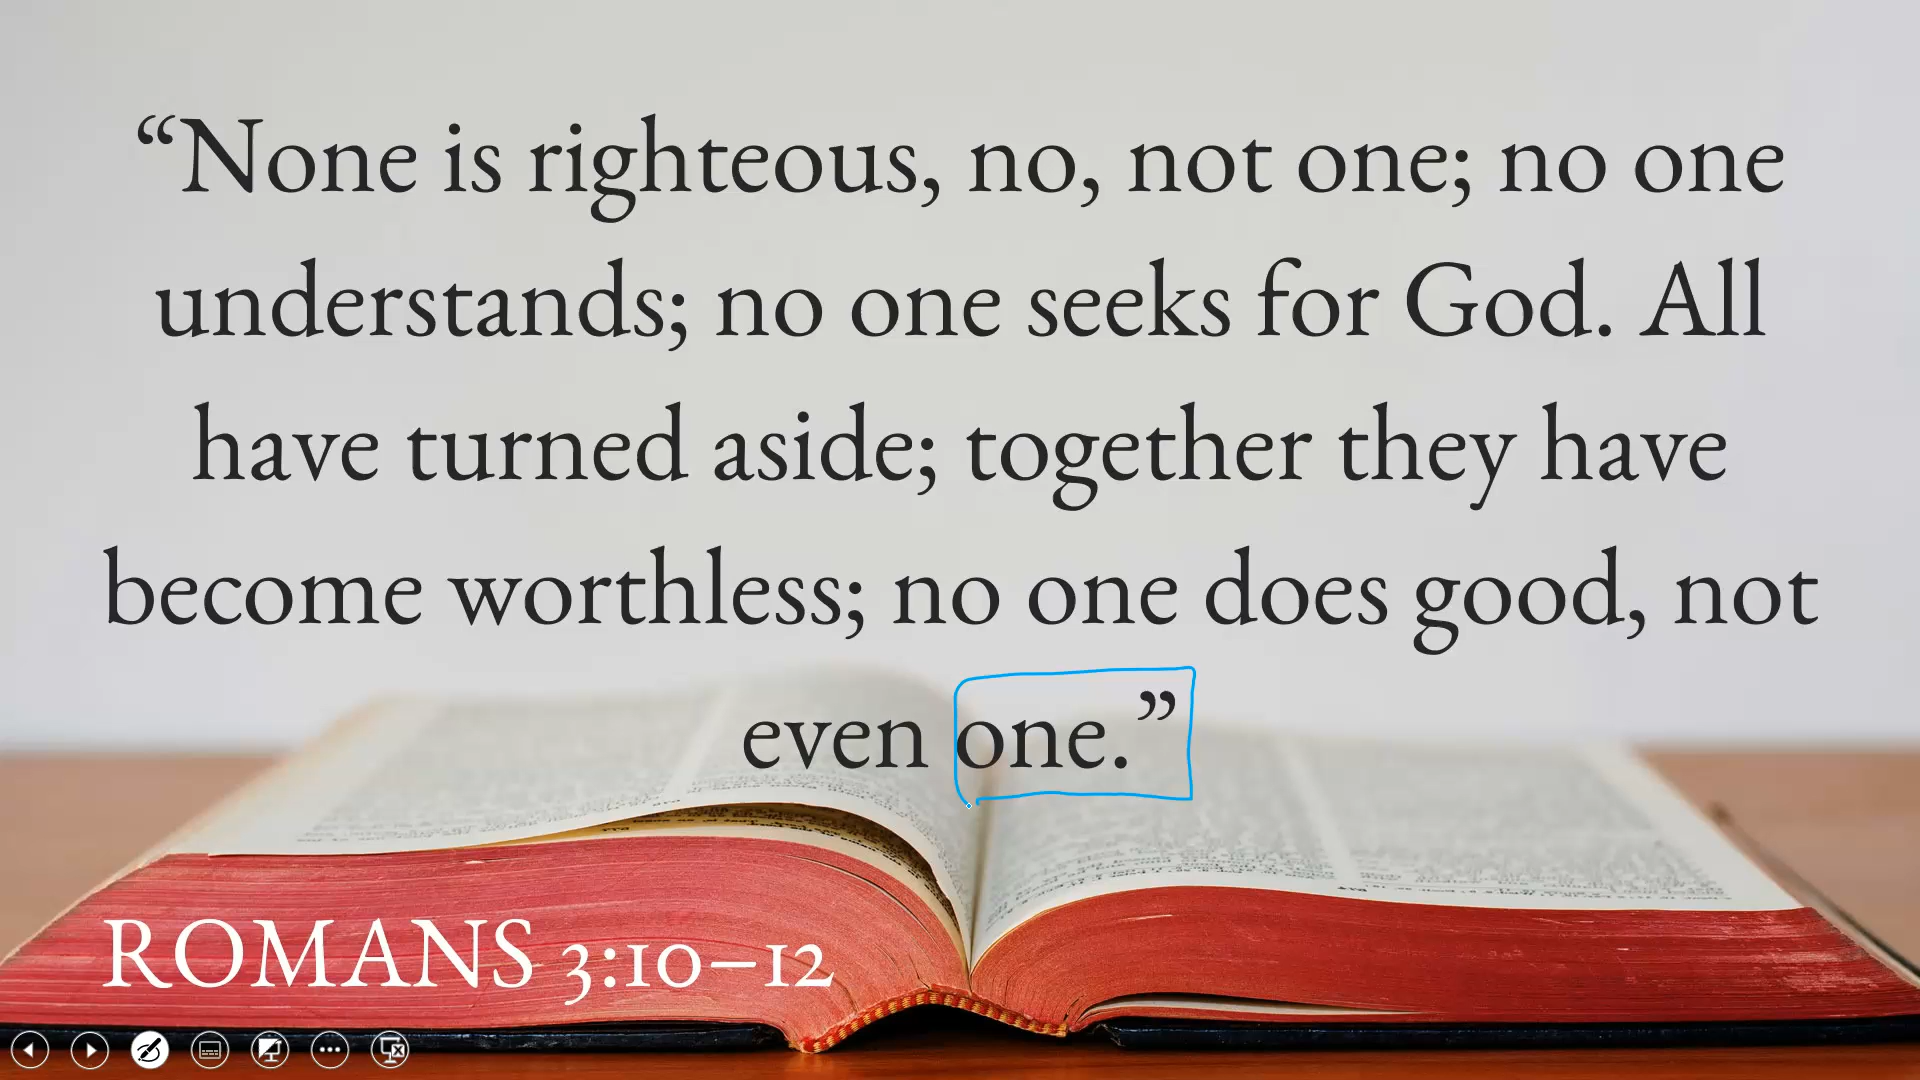 “None is righteous, no, not one; no one
understands; no one seeks for God. All
have turned aside; together they have
become worthless; no one does good, not
even one.”
ROMANS 3:10–12